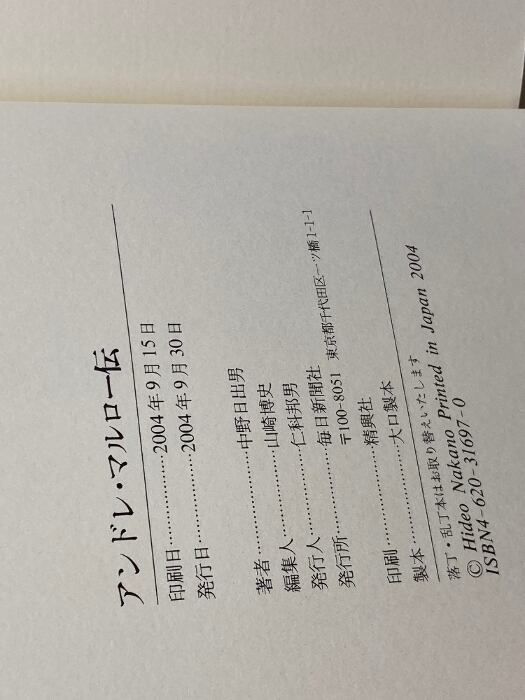 アンドレ・マルロー伝
印刷日………………2004年9月15日
発行日………………2004年9月30日
著者………………中野日出男
編集人………………山崎博史
発行人………………仁科邦男
発行所………………毎日新聞社
〒100-8051 東京都千代田区一ツ橋1-1-1
印刷………………精興社
製本………………大口製本
落丁・乱丁本はお取り替えいたします
© Hideo Nakano Printed in Japan 2004
ISBN4-620-31697-0